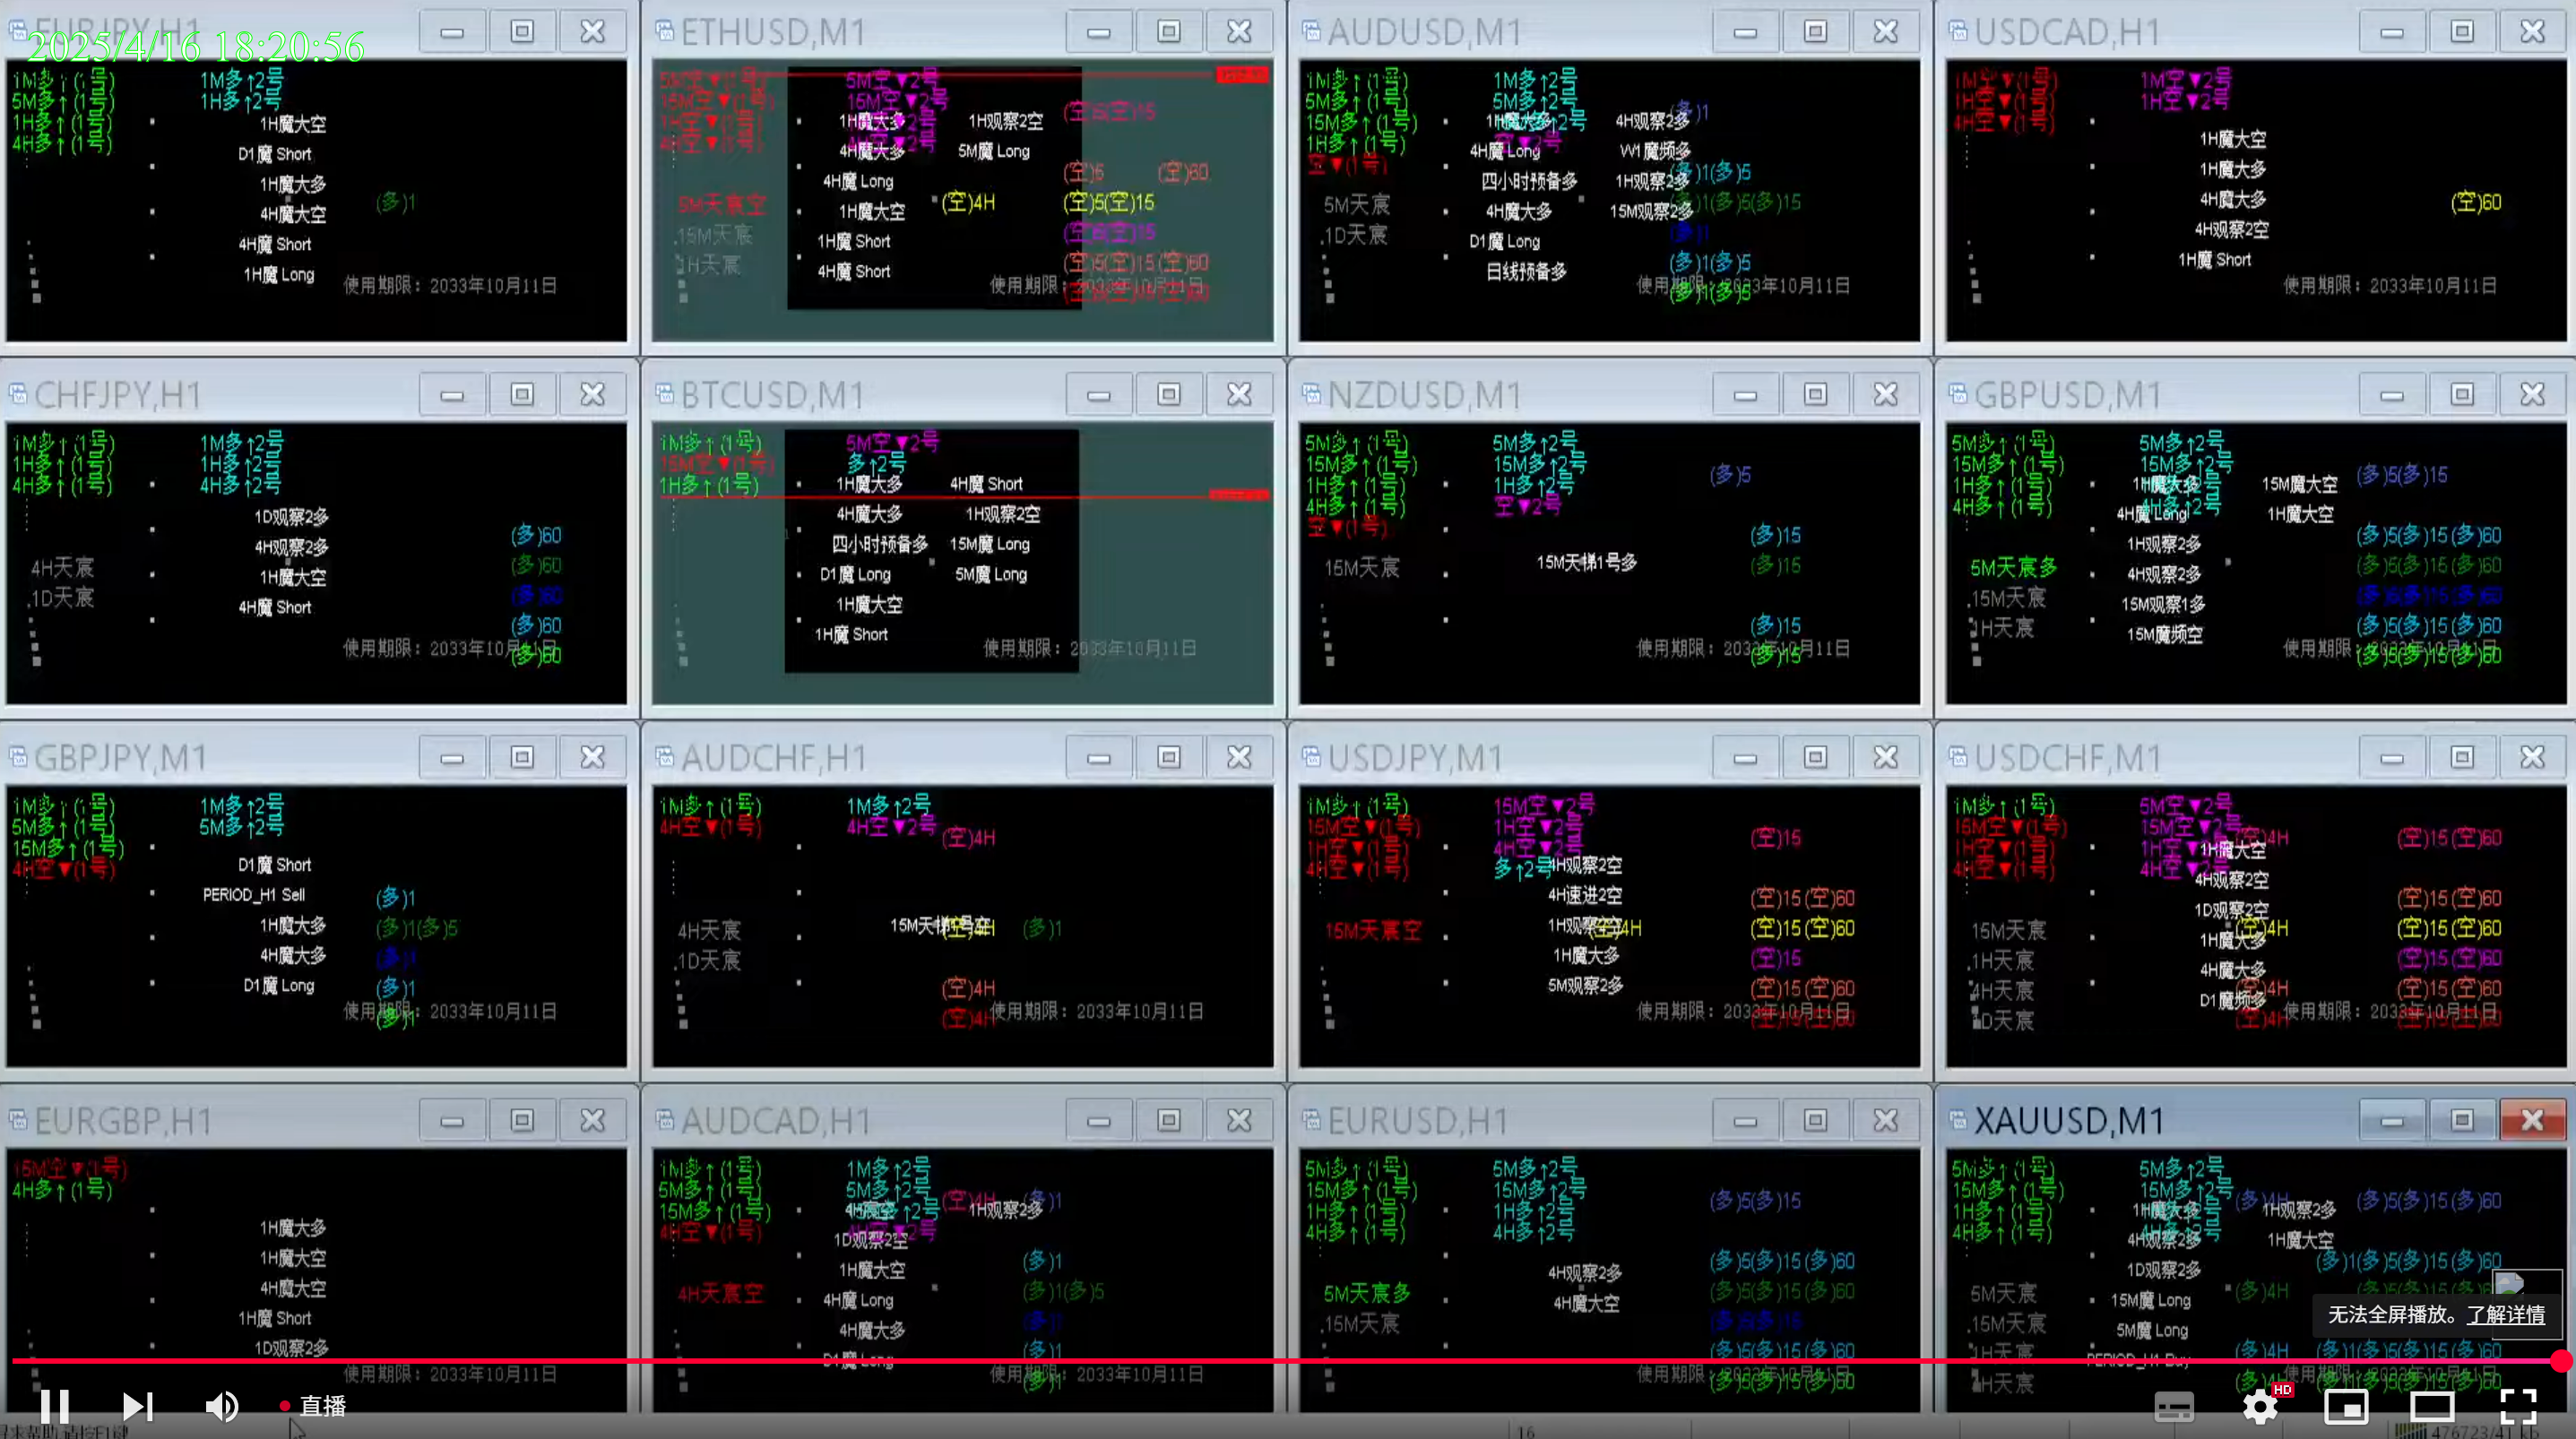 EURJPY,H1
2025/4/16 18:20:56
1M多↑(1号)
5M多↑(1号)
1H多↑(1号)
4H多↑(1号)
1M多↑2号
1H多↑2号
1H魔大空
D1魔 Short
1H魔大多
4H魔大空
4H魔 Short
1H魔 Long
(多)1
使用期限：2033年10月11日
ETHUSD,M1
5M空▼(1号)
15M空▼(1号)
1H空▼(1号)
4H空▼(1号)
5M空▼2号
15M空▼2号
1H魔大多
4H魔大多
4H魔 Long
1H魔大空
1H魔 Short
4H魔 Short
1H观察2空
5M魔 Long
(空)4H
5M天宸空
.15M天宸
1H天宸
(空)6
(空)60
(空)5(空)15
(空)5(空)15(空)60
使用期限：2033年10月11日
AUDUSD,M1
1M多↑(1号)
5M多↑(1号)
15M多↑(1号)
1H多↑(1号)
空▼(1号)
1M多↑2号
5M多↑2号
1H魔大多
4H魔 Long
四小时预备多
4H魔大多
D1魔 Long
日线预备多
4H观察2多
W1魔频多
1H观察2多
15M观察2多
5M天宸
.1D天宸
(多)1
(多)1(多)5
(多)1(多)5(多)15
(多)1
(多)1(多)5
(多)1(多)5
使用期限：2033年10月11日
USDCAD,H1
1M空▼(1号)
1H空▼(1号)
4H空▼(1号)
1M空▼2号
1H空▼2号
1H魔大空
1H魔大多
4H魔大多
4H观察2空
1H魔 Short
(空)60
使用期限：2033年10月11日
CHFJPY,H1
1M多↑(1号)
1H多↑(1号)
4H多↑(1号)
1M多↑2号
1H多↑2号
4H多↑2号
1D观察2多
4H观察2多
1H魔大空
4H魔 Short
4H天宸
.1D天宸
(多)60
(多)60
(多)60
(多)60
(多)60
使用期限：2033年10月11日
BTCUSD,M1
1M多↑(1号)
15M空▼(1号)
1H多↑(1号)
5M空▼2号
多↑2号
1H魔大多
4H魔大多
四小时预备多
D1魔 Long
1H魔大空
1H魔 Short
4H魔 Short
1H观察2空
15M魔 Long
5M魔 Long
使用期限：2033年10月11日
NZDUSD,M1
5M多↑(1号)
15M多↑(1号)
1H多↑(1号)
4H多↑(1号)
空▼(1号)
5M多↑2号
15M多↑2号
1H多↑2号
空▼2号
15M天梯1号多
15M天宸
(多)5
(多)15
(多)15
(多)15
(多)15
使用期限：2033年10月11日
GBPUSD,M1
5M多↑(1号)
15M多↑(1号)
1H多↑(1号)
4H多↑(1号)
5M多↑2号
15M多↑2号
1H魔大多
4H魔 Long
1H观察2多
4H观察2多
15M观察1多
15M魔频空
15M魔大空
1H魔大空
5M天宸多
.15M天宸
1H天宸
(多)5(多)15
(多)5(多)15(多)60
(多)5(多)15(多)60
(多)5(多)15(多)60
(多)5(多)15(多)60
(多)5(多)15(多)60
使用期限：2033年10月11日
GBPJPY,M1
1M多↑(1号)
5M多↑(1号)
15M多↑(1号)
4H空▼(1号)
1M多↑2号
5M多↑2号
D1魔 Short
PERIOD_H1 Sell
1H魔大多
4H魔大多
D1魔 Long
(多)1
(多)1(多)5
(多)1
(多)1
(多)1
使用期限：2033年10月11日
AUDCHF,H1
1M多↑(1号)
4H空▼(1号)
1M多↑2号
4H空▼2号
(空)4H
(空)4H
(多)1
4H天宸
.1D天宸
(空)4H
(空)4H
使用期限：2033年10月11日
USDJPY,M1
1M多↑(1号)
15M空▼(1号)
1H空▼(1号)
4H空▼(1号)
15M空▼2号
1H空▼2号
4H空▼2号
多↑2号
4H观察2空
4H速进2空
1H观察2空
1H魔大多
5M观察2多
15M天宸空
(空)15
(空)15(空)60
(空)15(空)60
(空)15
(空)15(空)60
(空)15(空)60
使用期限：2033年10月11日
USDCHF,M1
1M多↑(1号)
15M空▼(1号)
1H空▼(1号)
4H空▼(1号)
5M空▼2号
15M空▼2号
1H空▼2号
4H空▼2号
1H魔大空
4H观察2空
1D观察2空
1H魔大多
4H魔大多
D1魔频多
15M天宸
.1H天宸
4H天宸
1D天宸
(空)4H
(空)4H
(空)4H
(空)4H
(空)15(空)60
(空)15(空)60
(空)15(空)60
(空)15(空)60
(空)15(空)60
(空)15(空)60
使用期限：2033年10月11日
EURGBP,H1
15M空▼(1号)
4H多↑(1号)
1H魔大多
1H魔大空
4H魔大多
1H魔 Short
1D观察2多
使用期限：2033年10月11日
AUDCAD,H1
1M多↑(1号)
5M多↑(1号)
15M多↑(1号)
4H空▼(1号)
1M多↑2号
5M多↑2号
1D观察2空
1H魔大空
4H魔 Long
4H魔大多
D1魔 Long
1H观察2多
4H天宸空
(空)4H
(多)1
(多)1
(多)1(多)5
(多)1
(多)1
使用期限：2033年10月11日
EURUSD,H1
5M多↑(1号)
15M多↑(1号)
1H多↑(1号)
4H多↑(1号)
5M多↑2号
15M多↑2号
1H多↑2号
4H多↑2号
4H观察2多
4H魔大空
5M天宸多
.15M天宸
(多)5(多)15
(多)5(多)15(多)60
(多)5(多)15(多)60
(多)5(多)15
(多)5(多)15(多)60
(多)5(多)15(多)60
使用期限：2033年10月11日
XAUUSD,M1
5M多↑(1号)
15M多↑(1号)
1H多↑(1号)
4H多↑(1号)
5M多↑2号
15M多↑2号
1H魔大多
4H观察2多
1D观察2多
15M魔 Long
5M魔 Long
PERIOD_H1 Buy
1H观察2多
1H魔大空
5M天宸
.15M天宸
1H天宸
4H天宸
(多)4H
(多)5(多)15(多)60
(多)1(多)5(多)15(多)60
(多)4H
(多)4H
(多)1(多)5(多)15(多)60
使用期限：2033年10月11日
无法全屏播放。了解详情
直播
HD
16
476723/41 kb